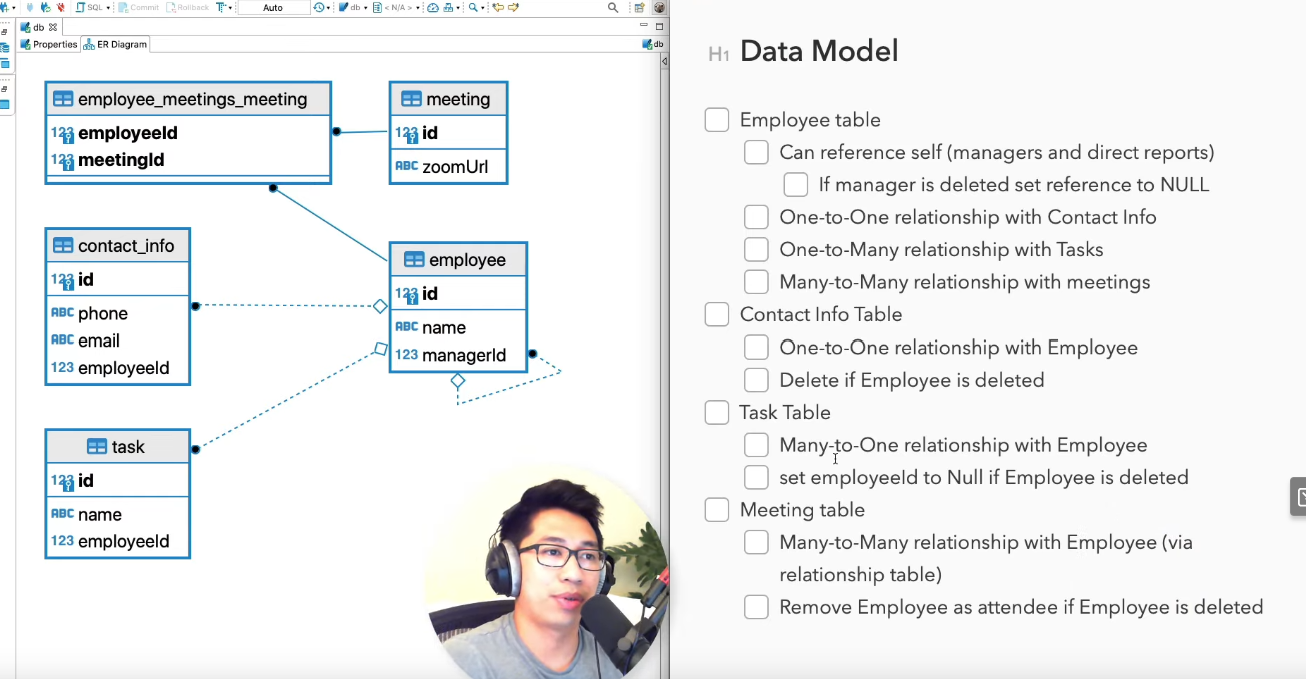 SQL
Commit
Rollback
Auto
db
< N/A >
db
Properties
ER Diagram
db
employee_meetings_meeting
123 employeeId
123 meetingId
meeting
123 id
ABC zoomUrl
contact_info
123 id
ABC phone
ABC email
123 employeeId
employee
123 id
ABC name
123 managerId
task
123 id
ABC name
123 employeeId
H1 Data Model
Employee table
Can reference self (managers and direct reports)
If manager is deleted set reference to NULL
One-to-One relationship with Contact Info
One-to-Many relationship with Tasks
Many-to-Many relationship with meetings
Contact Info Table
One-to-One relationship with Employee
Delete if Employee is deleted
Task Table
Many-to-One relationship with Employee
set employeeId to Null if Employee is deleted
Meeting table
Many-to-Many relationship with Employee (via
relationship table)
Remove Employee as attendee if Employee is deleted